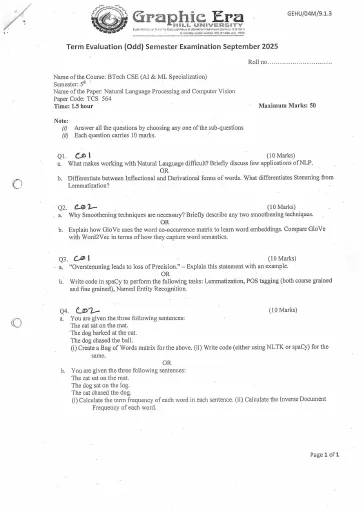 GEHU/04M/9.1.3
Graphic Era
HILL UNIVERSITY
Term Evaluation (Odd) Semester Examination September 2025
Roll no..............................
Name of the Course: BTech CSE (AI & ML Specialization)
Semester: 5th
Name of the Paper: Natural Language Processing and Computer Vision
Paper Code: TCS 564
Time: 1.5 hour Maximum Marks: 50
Note:
(i) Answer all the questions by choosing any one of the sub-questions
(ii) Each question carries 10 marks.
Q1. CO1 (10 Marks)
a. What makes working with Natural Language difficult? Briefly discuss few applications of NLP.
OR
b. Differentiate between Inflectional and Derivational forms of words. What differentiates Stemming from
Lemmatization?
Q2. CO2 (10 Marks)
a. Why Smoothening techniques are necessary? Briefly describe any two smoothening techniques.
OR
b. Explain how GloVe uses the word co-occurrence matrix to learn word embeddings. Compare GloVe
with Word2Vec in terms of how they capture word semantics.
Q3. CO1 (10 Marks)
a. "Overstemming leads to loss of Precision." – Explain this statement with an example.
OR
b. Write code in spaCy to perform the following tasks: Lemmatization, POS tagging (both coarse grained
and fine grained), Named Entity Recognition.
Q4. CO2 (10 Marks)
a. You are given the three following sentences:
The cat sat on the mat.
The dog barked at the cat.
The dog chased the ball.
(i) Create a Bag of Words matrix for the above. (ii) Write code (either using NLTK or spaCy) for the
same.
OR
b. You are given the three following sentences:
The cat sat on the mat.
The dog sat on the log.
The cat chased the dog.
(i) Calculate the term frequency of each word in each sentence. (ii) Calculate the Inverse Document
Frequency of each word.
Page 1 of 1